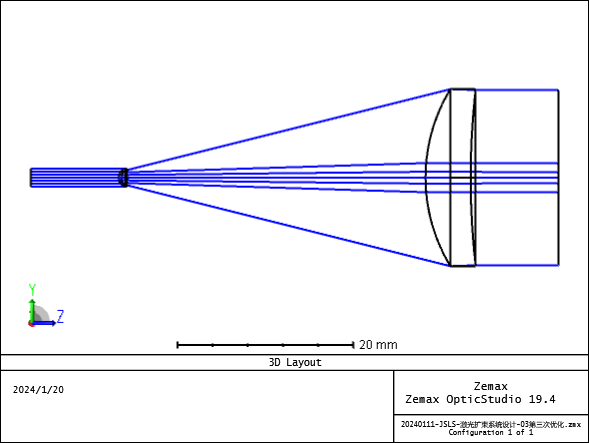 Y
Z
20 mm
3D Layout
2024/1/20
Zemax
Zemax OpticStudio 19.4
20240111-JSLS-激光扩束系统设计-03第三次优化.zmx
Configuration 1 of 1